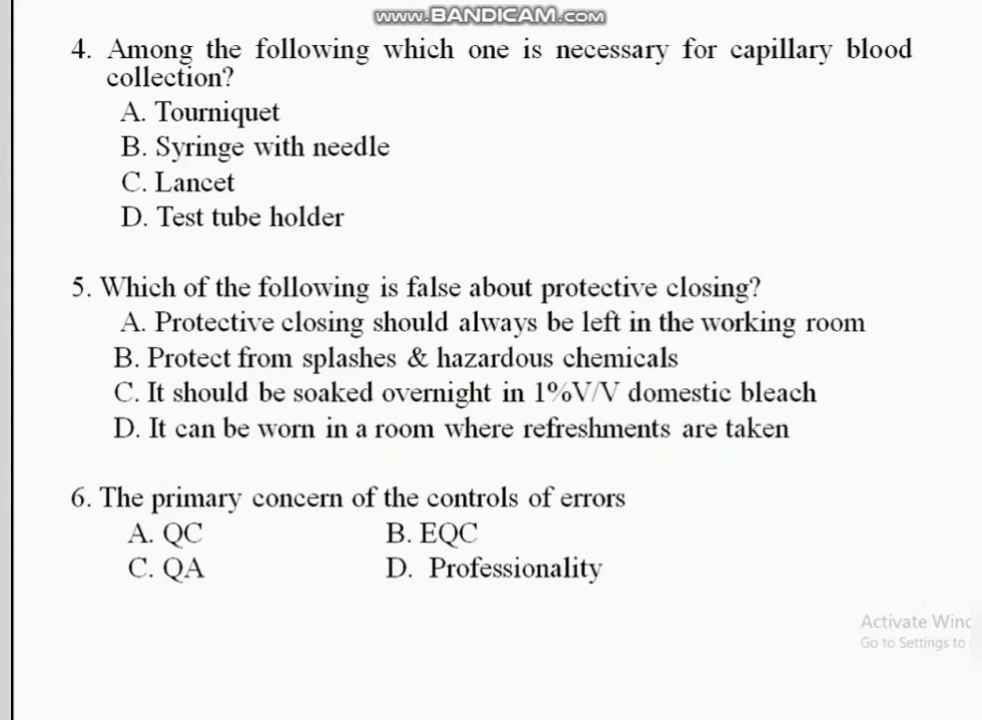 www.BANDICAM.com
4. Among the following which one is necessary for capillary blood
collection?
A. Tourniquet
B. Syringe with needle
C. Lancet
D. Test tube holder
5. Which of the following is false about protective closing?
A. Protective closing should always be left in the working room
B. Protect from splashes & hazardous chemicals
C. It should be soaked overnight in 1%V/V domestic bleach
D. It can be worn in a room where refreshments are taken
6. The primary concern of the controls of errors
A. QC B. EQC
C. QA D. Professionality
Activate Winc
Go to Settings to